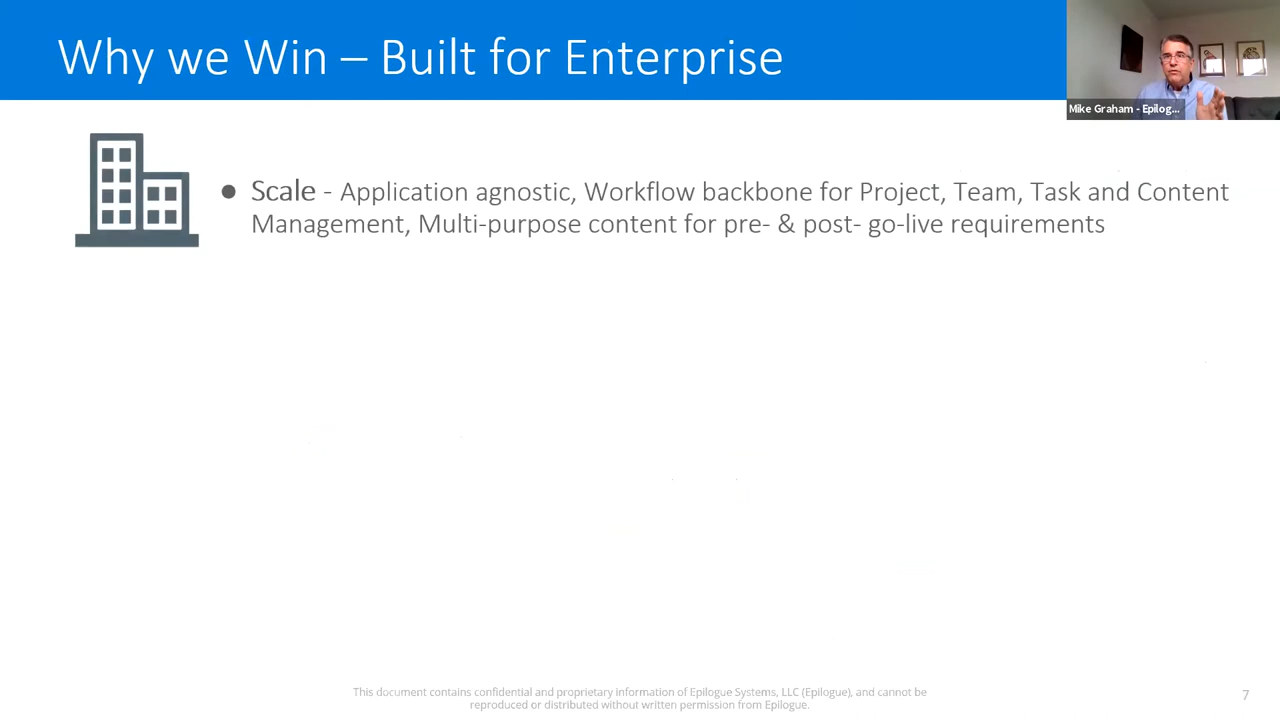 Why we Win – Built for Enterprise
Mike Graham - Epilog...
● Scale - Application agnostic, Workflow backbone for Project, Team, Task and Content
Management, Multi-purpose content for pre- & post- go-live requirements
This document contains confidential and proprietary information of Epilogue Systems, LLC (Epilogue), and cannot be
reproduced or distributed without written permission from Epilogue.
7